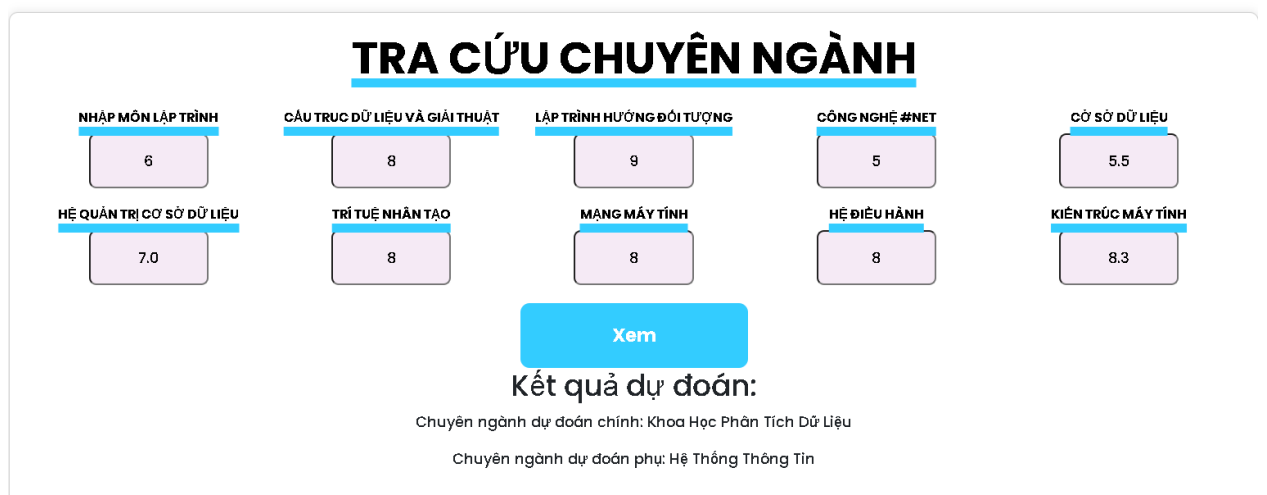 TRA CỨU CHUYÊN NGÀNH
NHẬP MÔN LẬP TRÌNH
CẤU TRUC DỮ LIỆU VÀ GIẢI THUẬT
LẬP TRÌNH HƯỚNG ĐỐI TƯỢNG
CÔNG NGHỆ #NET
CỞ SỞ DỮ LIỆU
6
8
9
5
5.5
HỆ QUẢN TRỊ CƠ SỞ DỮ LIỆU
TRÍ TUỆ NHÂN TẠO
MẠNG MÁY TÍNH
HỆ ĐIỀU HÀNH
KIẾN TRÚC MÁY TÍNH
7.0
8
8
8
8.3
Xem
Kết quả dự đoán:
Chuyên ngành dự đoán chính: Khoa Học Phân Tích Dữ Liệu
Chuyên ngành dự đoán phụ: Hệ Thống Thông Tin